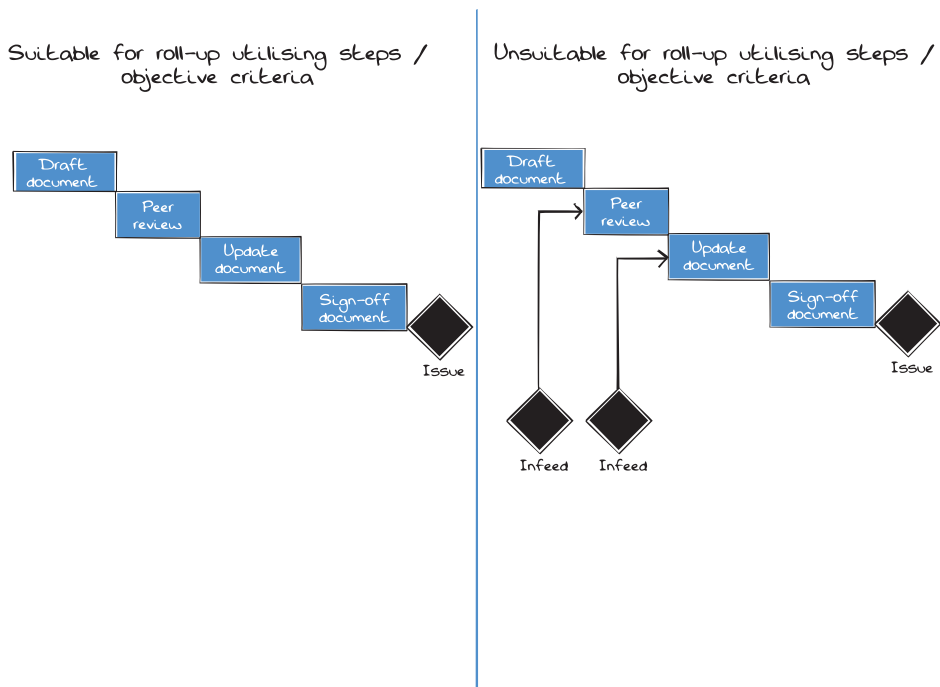 Suitable for roll-up utilising steps /
objective criteria
Draft
document
Peer
review
Update
document
Sign-off
document
Issue
Unsuitable for roll-up utilising steps /
objective criteria
Draft
document
Peer
review
Update
document
Sign-off
document
Issue
Infeed
Infeed